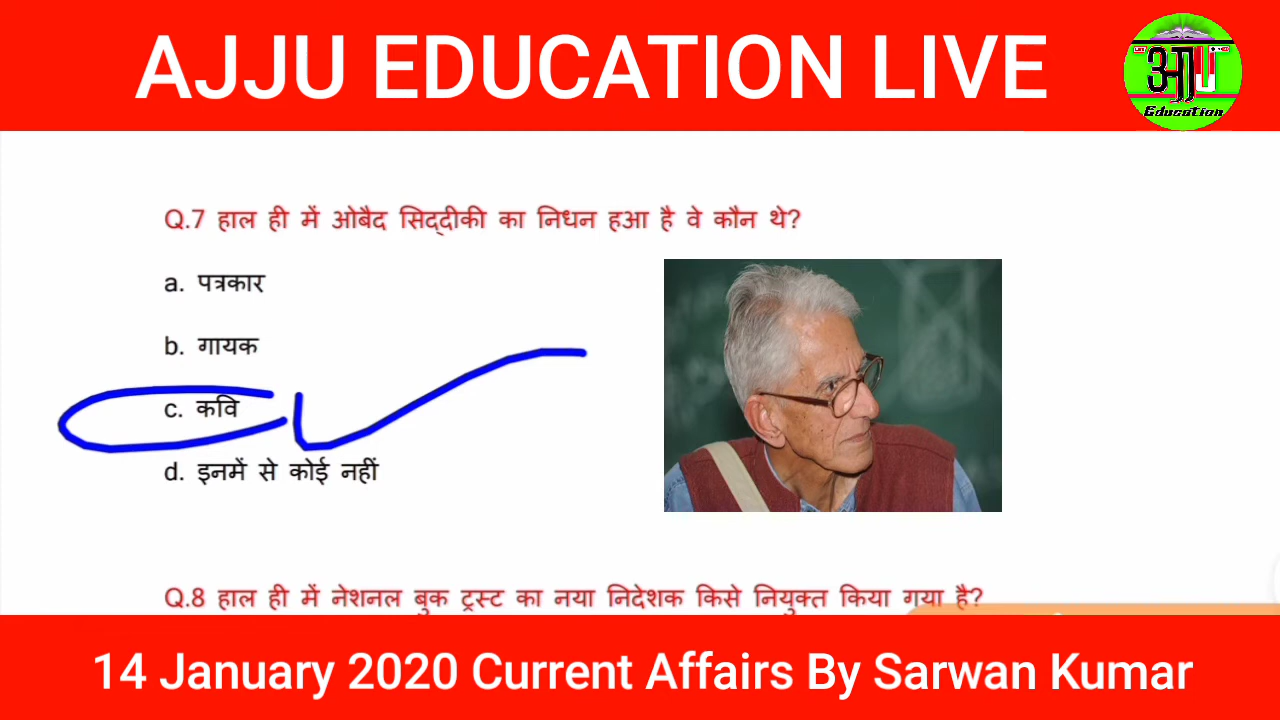 AJJU EDUCATION LIVE
Education
Q.7 हाल ही में ओबैद सिद्दीकी का निधन हआ है वे कौन थे?
a. पत्रकार
b. गायक
c. कवि
d. इनमें से कोई नहीं
Q.8 हाल ही में नेशनल बुक ट्रस्ट का नया निदेशक किसे नियुक्त किया गया है?
14 January 2020 Current Affairs By Sarwan Kumar